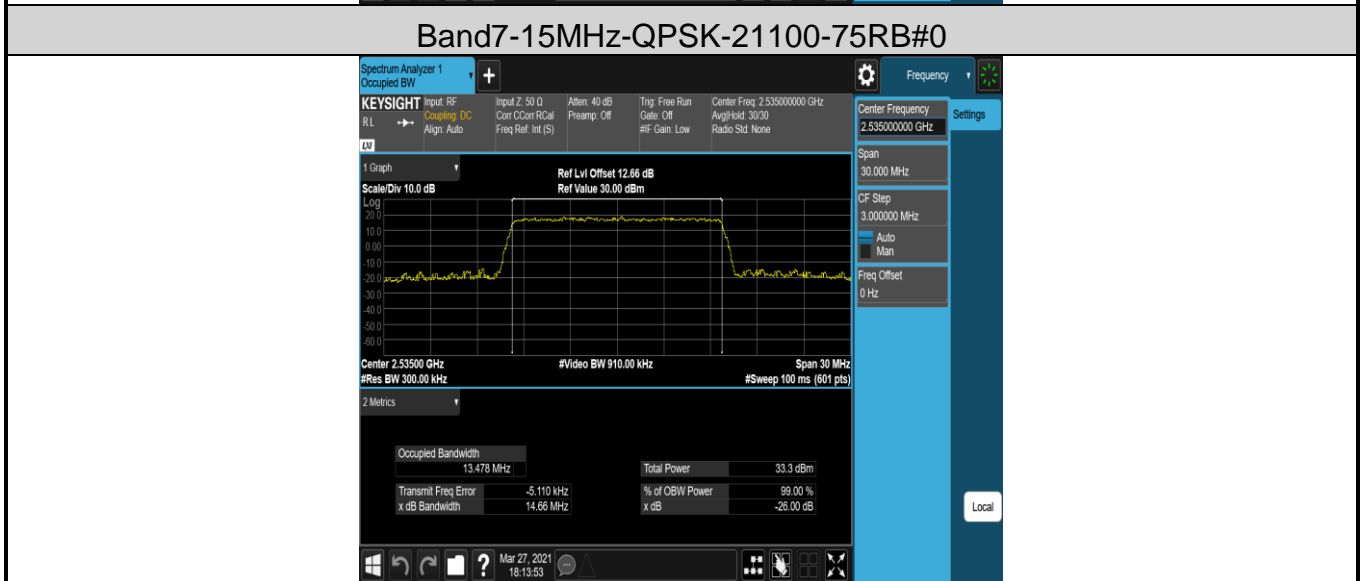 Band7-15MHz-QPSK-21100-75RB#0
Spectrum Analyzer 1
Occupied BW
+
Frequency
KEYSIGHT
RL
LXI
Input: RF
Coupling: DC
Align: Auto
Input Z: 50 Ω
Corr CCorr RCal
Freq Ref: Int (S)
Atten: 40 dB
Preamp: Off
Trig: Free Run
Gate: Off
#IF Gain: Low
Center Freq: 2.535000000 GHz
Avg|Hold: 30/30
Radio Std: None
Center Frequency
2.535000000 GHz
Settings
Span
30.000 MHz
CF Step
3.000000 MHz
Auto
Man
Freq Offset
0 Hz
1 Graph
Scale/Div 10.0 dB
Ref Lvl Offset 12.66 dB
Ref Value 30.00 dBm
Log
20.0
10.0
0.00
-10.0
-20.0
-30.0
-40.0
-50.0
-60.0
Center 2.53500 GHz
#Video BW 910.00 kHz
Span 30 MHz
#Res BW 300.00 kHz
#Sweep 100 ms (601 pts)
2 Metrics
Occupied Bandwidth
13.478 MHz
Total Power 33.3 dBm
Transmit Freq Error -5.110 kHz
% of OBW Power 99.00 %
x dB Bandwidth 14.66 MHz
x dB -26.00 dB
Local
?
Mar 27, 2021
18:13:53